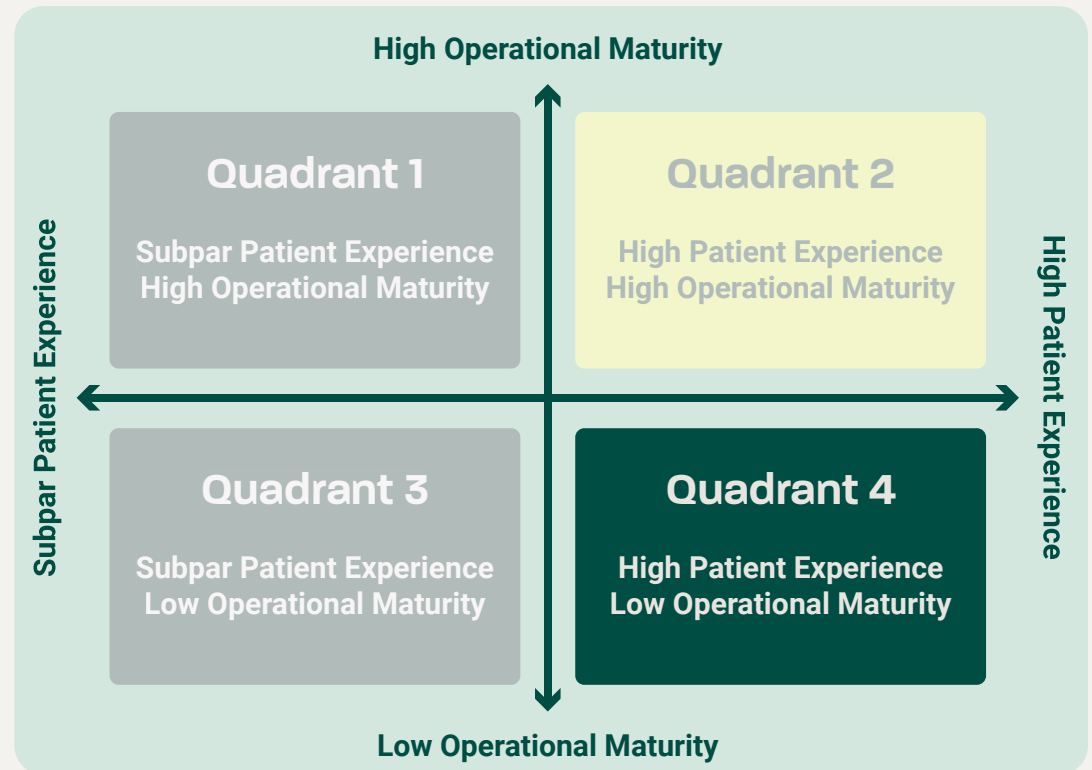 High Operational Maturity
Quadrant 1
Subpar Patient Experience
High Operational Maturity
Quadrant 2
High Patient Experience
High Operational Maturity
Subpar Patient Experience
High Patient Experience
Quadrant 3
Subpar Patient Experience
Low Operational Maturity
Quadrant 4
High Patient Experience
Low Operational Maturity
Low Operational Maturity